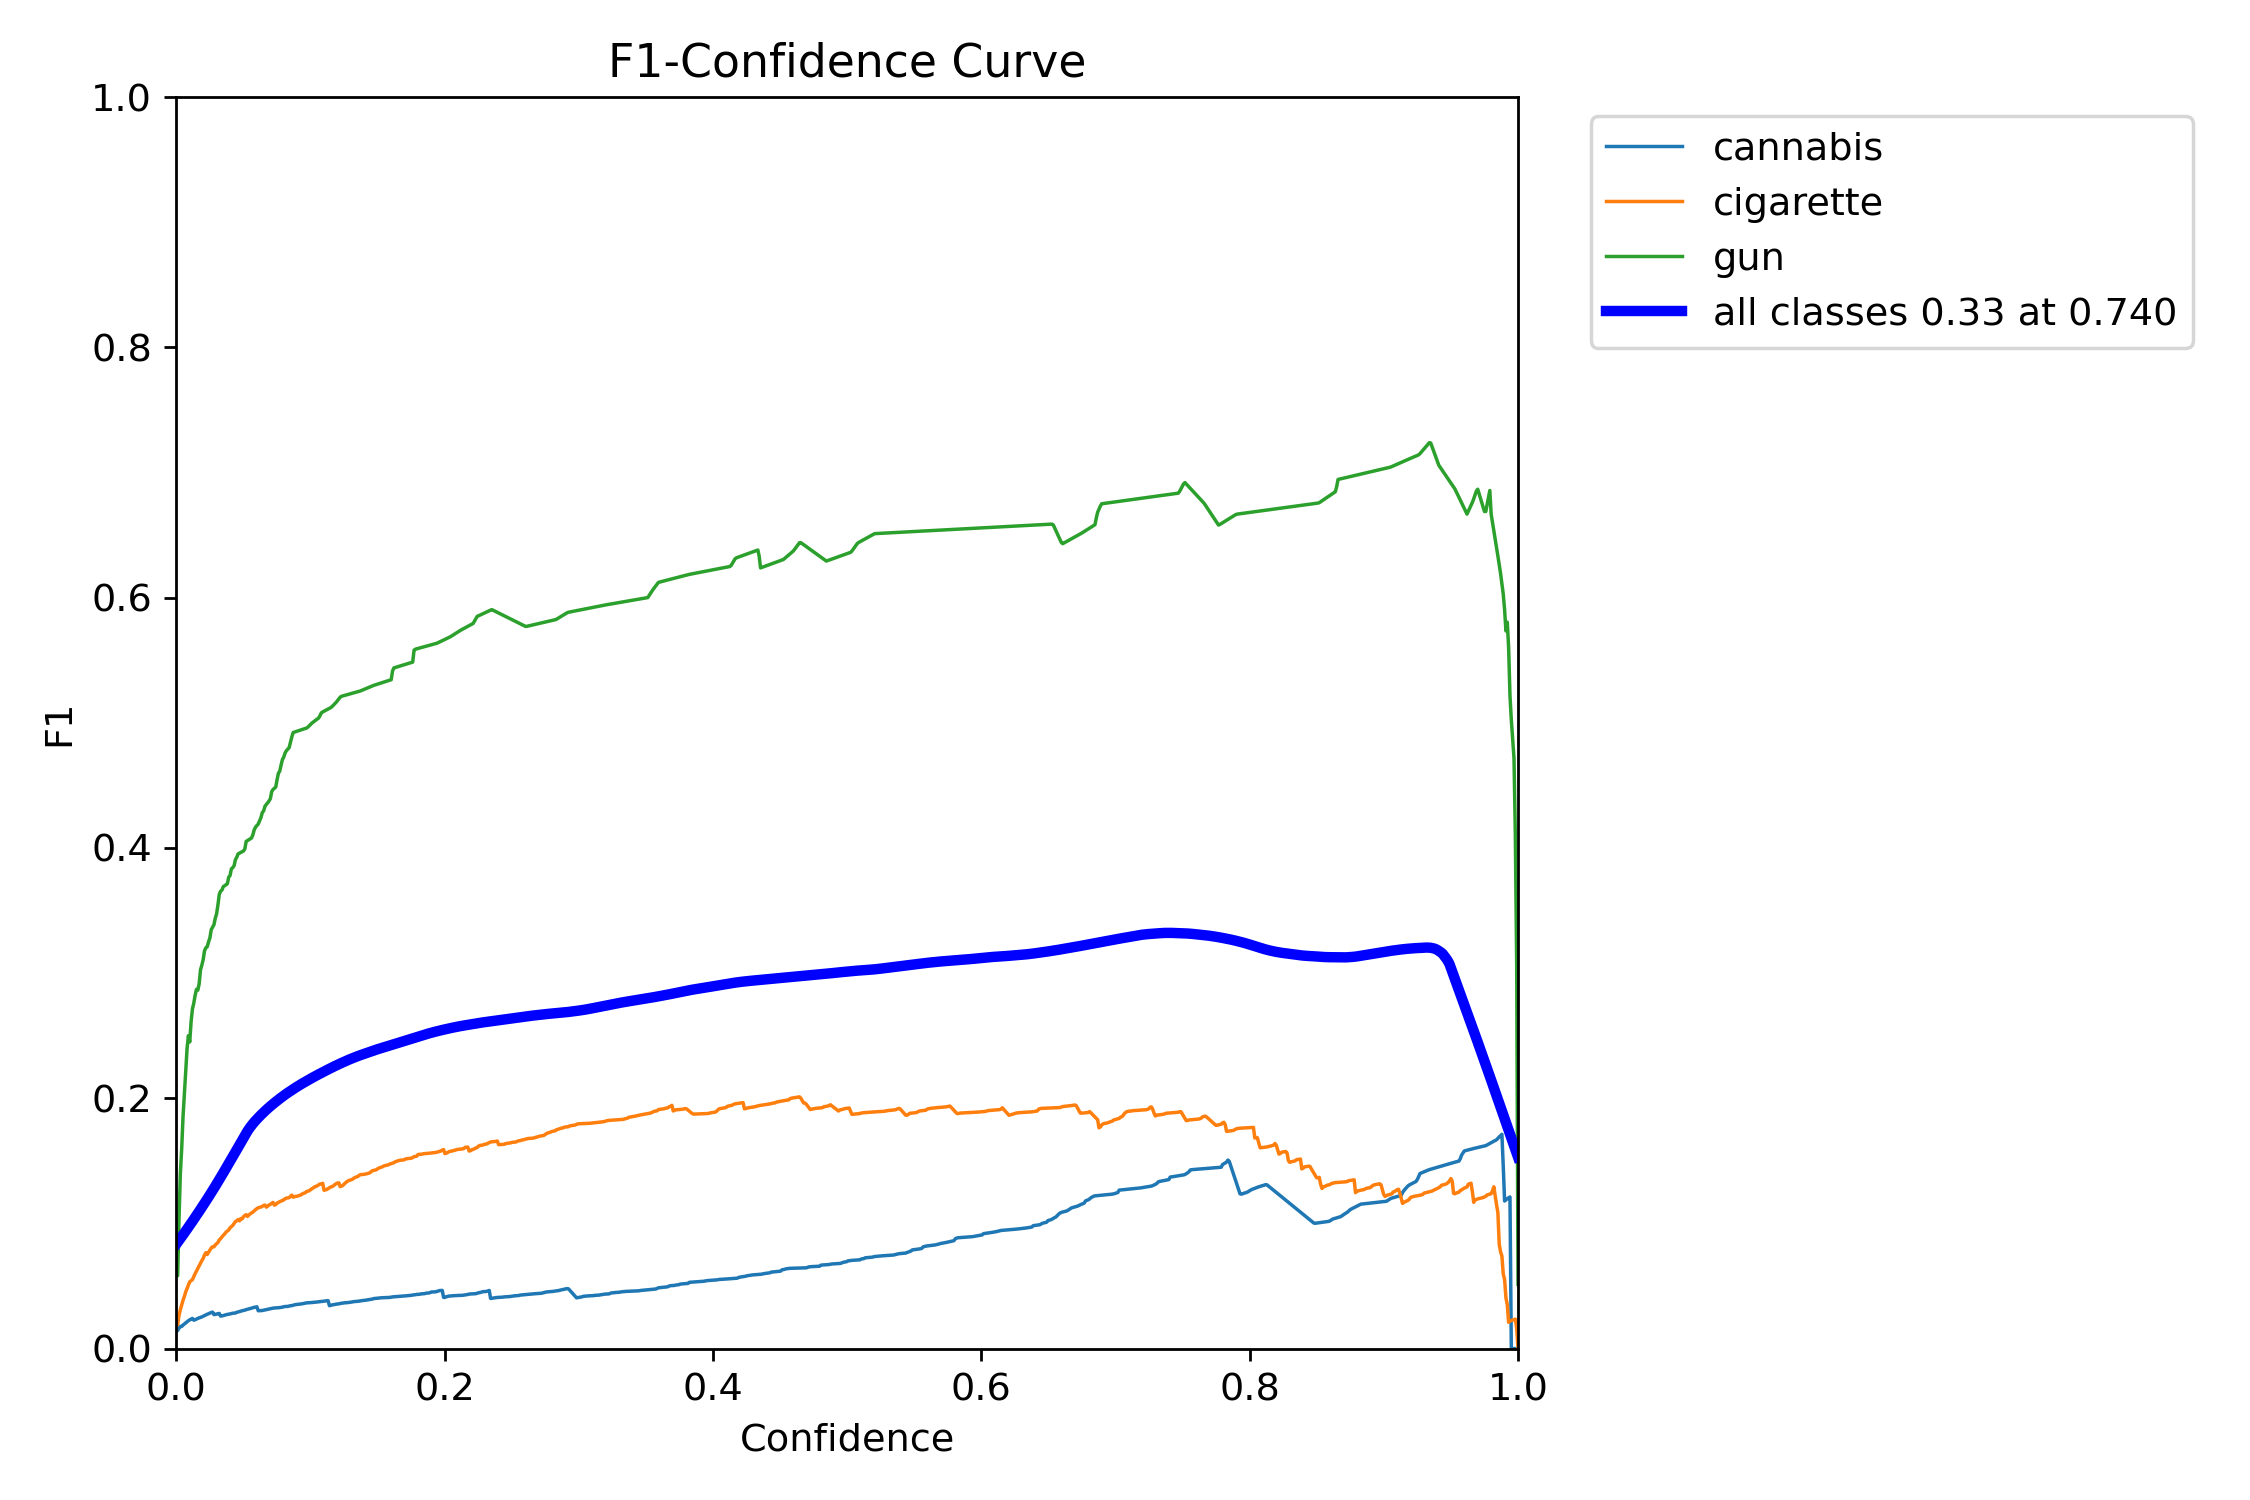 F1-Confidence Curve
1.0
0.8
0.6
0.4
0.2
0.0
F1
0.0 0.2 0.4 0.6 0.8 1.0
Confidence
cannabis
cigarette
gun
all classes 0.33 at 0.740